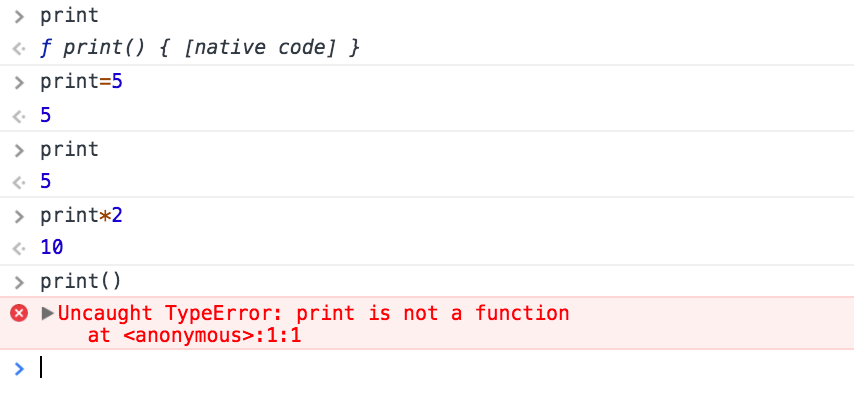 > print
<· ƒ print() { [native code] }
> print=5
<· 5
> print
<· 5
> print*2
<· 10
> print()
▶Uncaught TypeError: print is not a function
at <anonymous>:1:1
>